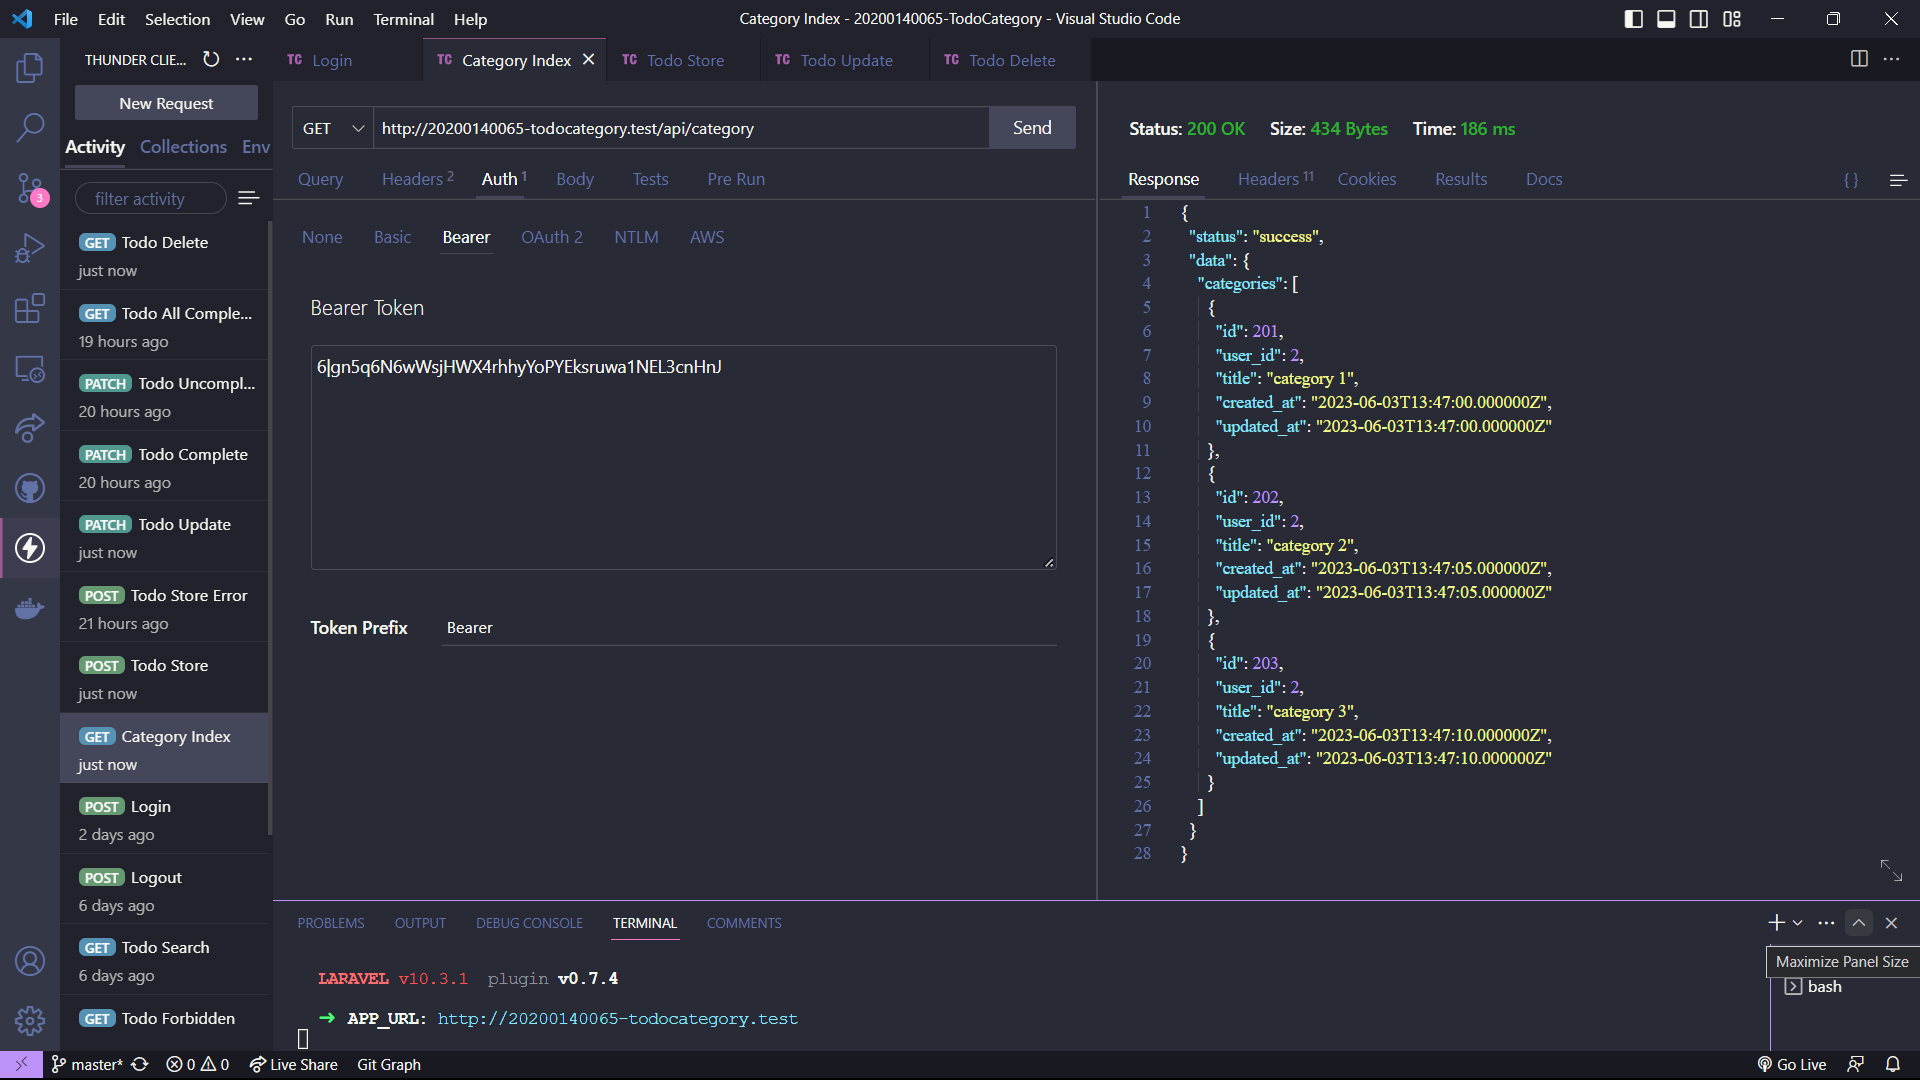 File Edit Selection View Go Run Terminal Help
Category Index - 20200140065-TodoCategory - Visual Studio Code
THUNDER CLIE... ...
TC Login
TC Category Index
TC Todo Store
TC Todo Update
TC Todo Delete
New Request
Activity Collections Env
filter activity
3
GET Todo Delete
just now
GET Todo All Comple...
19 hours ago
PATCH Todo Uncompl...
20 hours ago
PATCH Todo Complete
20 hours ago
PATCH Todo Update
just now
POST Todo Store Error
21 hours ago
POST Todo Store
just now
GET Category Index
just now
POST Login
2 days ago
POST Logout
6 days ago
GET Todo Search
6 days ago
GET Todo Forbidden
GET http://20200140065-todocategory.test/api/category Send
Query Headers 2 Auth 1 Body Tests Pre Run
None Basic Bearer OAuth 2 NTLM AWS
Bearer Token
6|gn5q6N6wWsjHWX4rhhyYoPYEksruwa1NEL3cnHnJ
Token Prefix Bearer
Status: 200 OK Size: 434 Bytes Time: 186 ms
Response Headers 11 Cookies Results Docs { }
1 {
2 "status": "success",
3 "data": {
4 "categories": [
5 {
6 "id": 201,
7 "user_id": 2,
8 "title": "category 1",
9 "created_at": "2023-06-03T13:47:00.000000Z",
10 "updated_at": "2023-06-03T13:47:00.000000Z"
11 },
12 {
13 "id": 202,
14 "user_id": 2,
15 "title": "category 2",
16 "created_at": "2023-06-03T13:47:05.000000Z",
17 "updated_at": "2023-06-03T13:47:05.000000Z"
18 },
19 {
20 "id": 203,
21 "user_id": 2,
22 "title": "category 3",
23 "created_at": "2023-06-03T13:47:10.000000Z",
24 "updated_at": "2023-06-03T13:47:10.000000Z"
25 }
26 ]
27 }
28 }
PROBLEMS OUTPUT DEBUG CONSOLE TERMINAL COMMENTS
Maximize Panel Size
bash
LARAVEL v10.3.1 plugin v0.7.4
➜ APP_URL: http://20200140065-todocategory.test
master* 0 0 Live Share Git Graph
Go Live